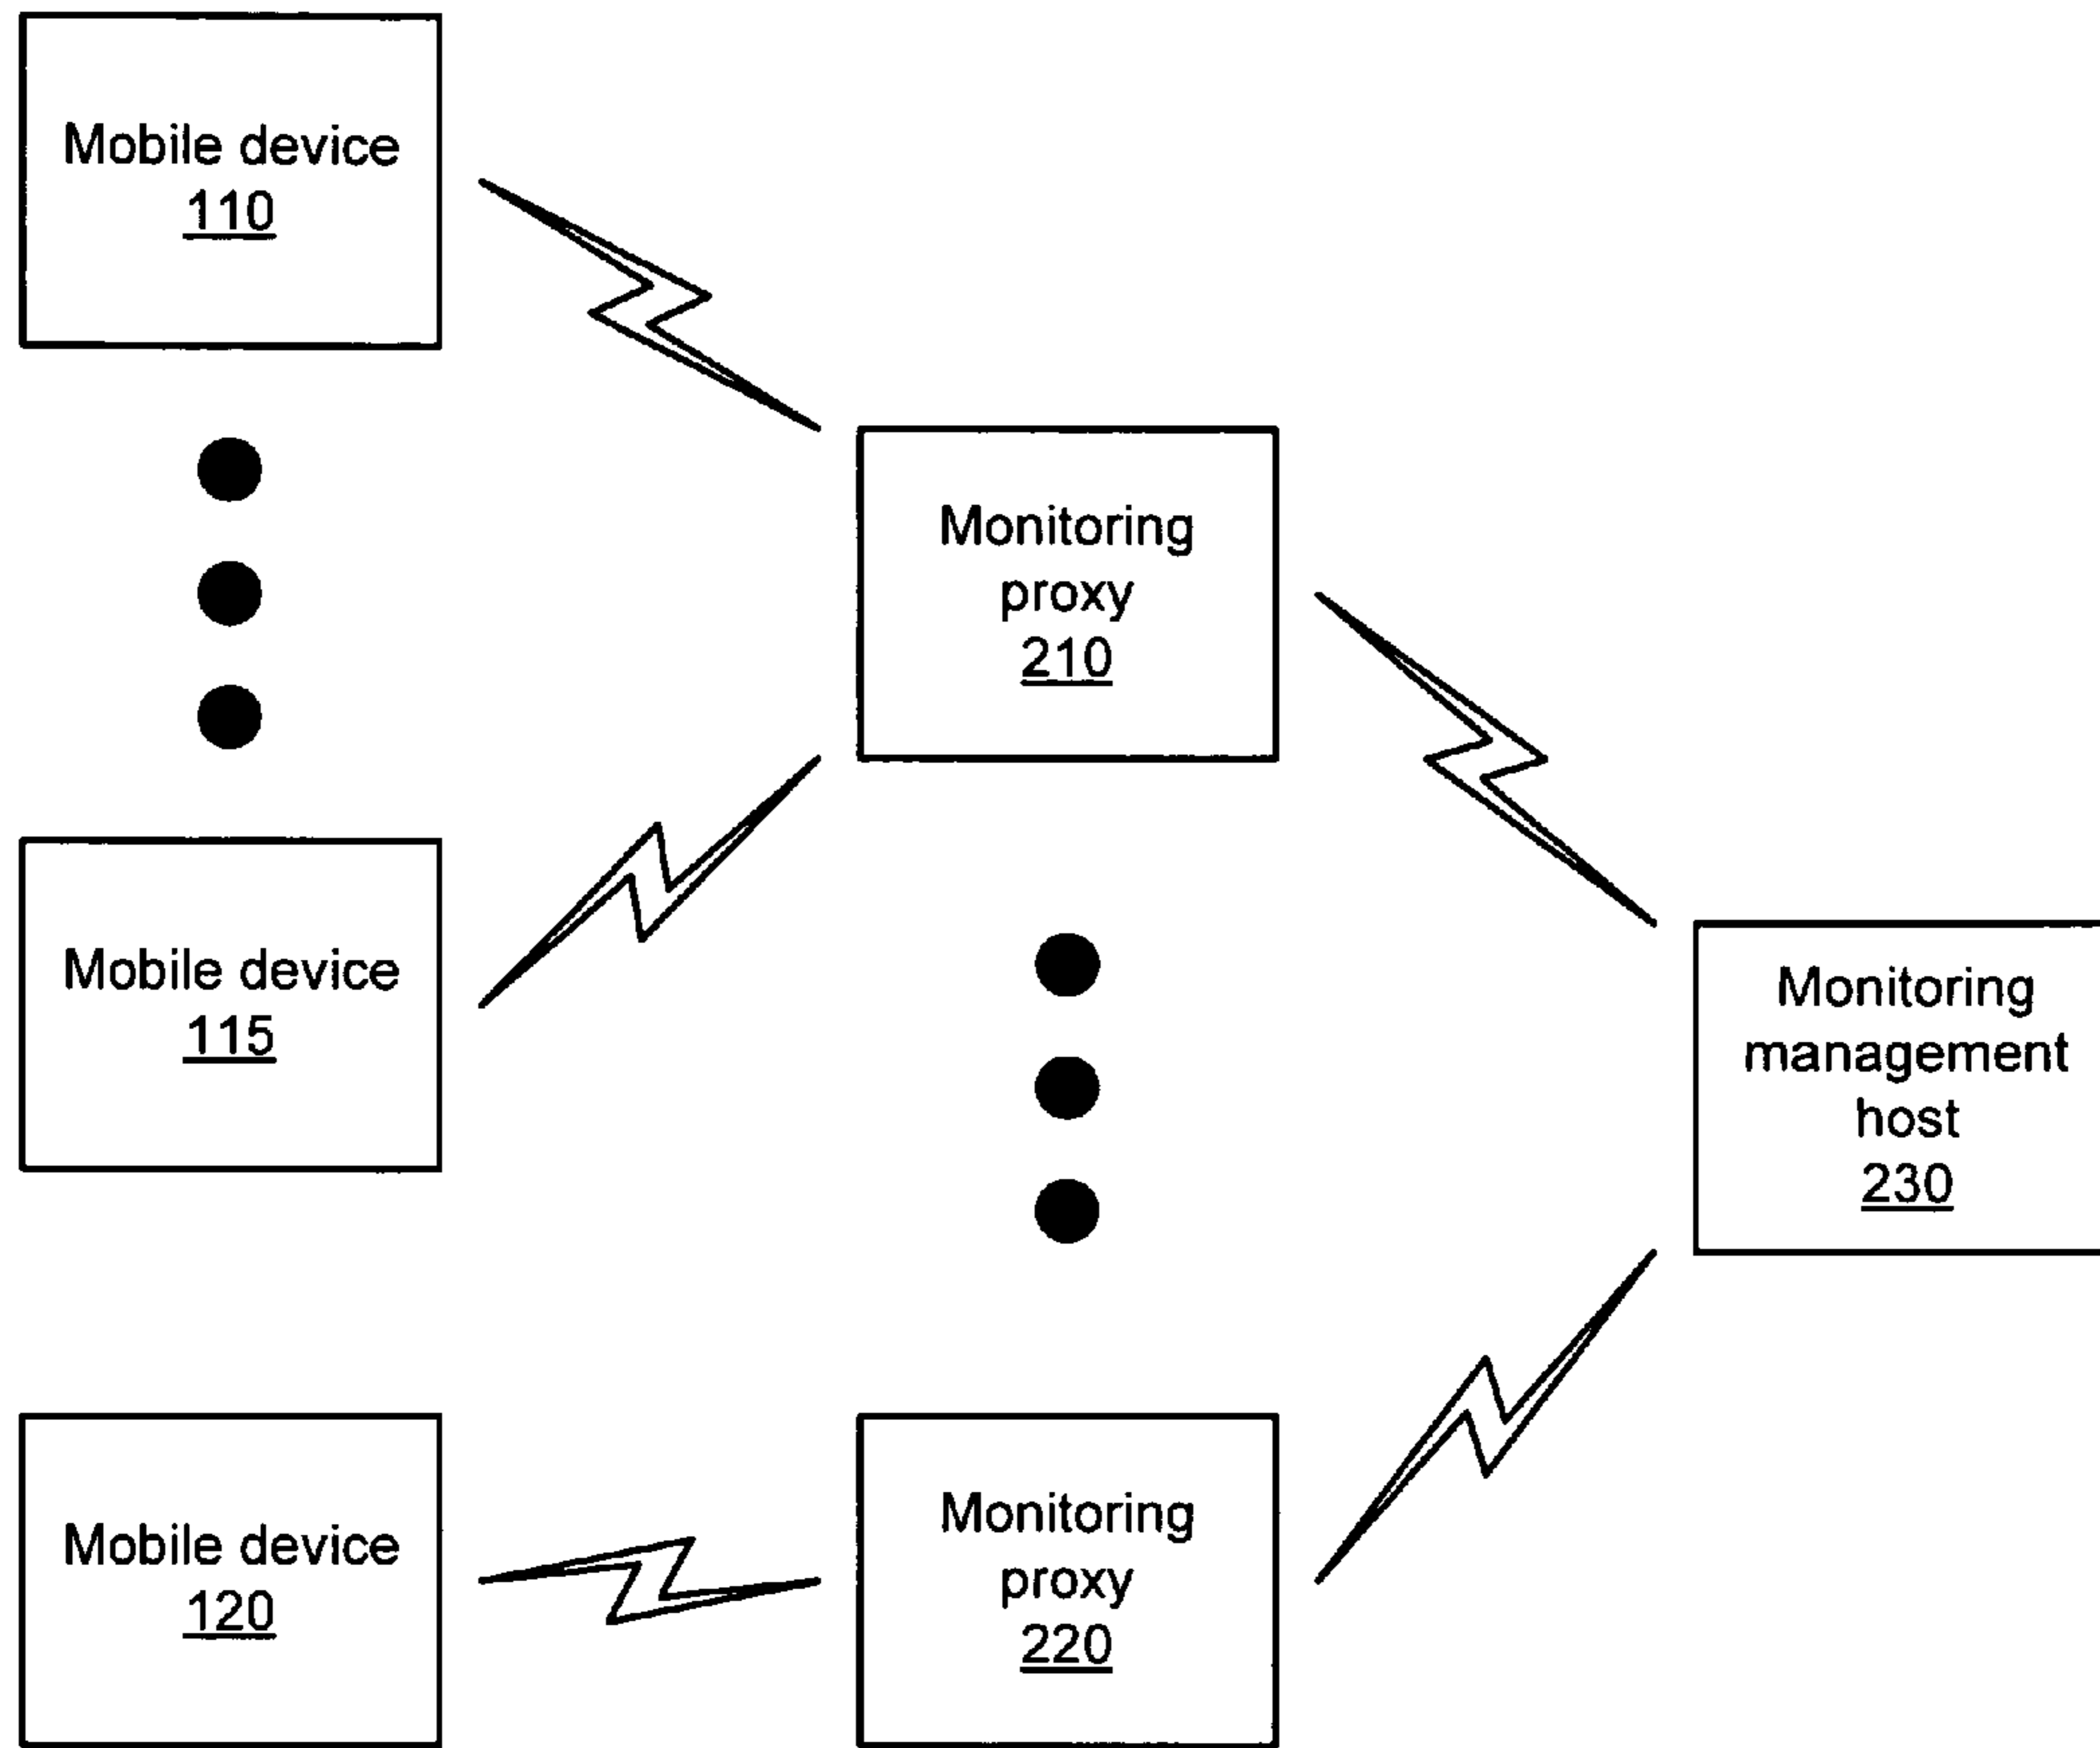 Mobile device
110
Monitoring
proxy
210
Mobile device
115
Monitoring
management
host
230
Mobile device
120
Monitoring
proxy
220